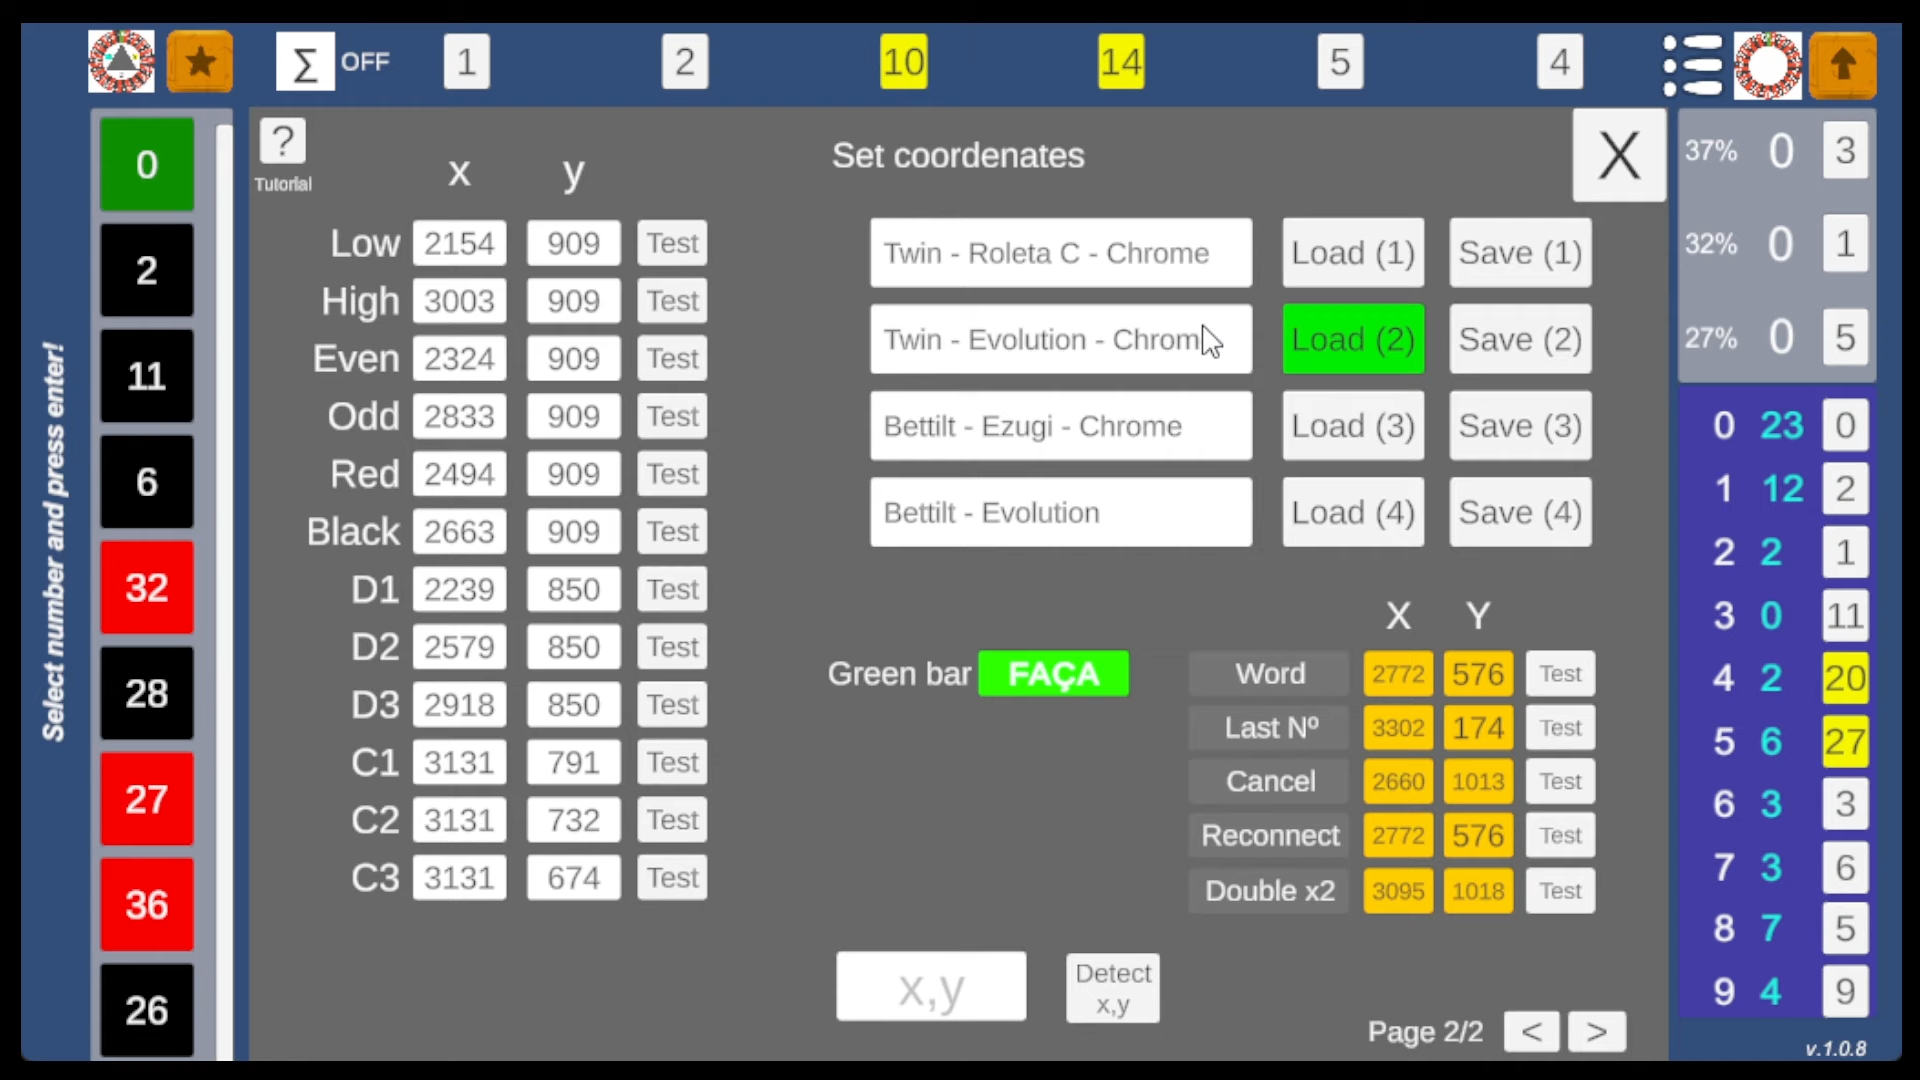 Σ OFF 1 2 10 14 5 4
Select number and press enter!
0
2
11
6
32
28
27
36
26
?
Tutorial
x y
Low 2154 909 Test
High 3003 909 Test
Even 2324 909 Test
Odd 2833 909 Test
Red 2494 909 Test
Black 2663 909 Test
D1 2239 850 Test
D2 2579 850 Test
D3 2918 850 Test
C1 3131 791 Test
C2 3131 732 Test
C3 3131 674 Test
Set coordenates
X
Twin - Roleta C - Chrome Load (1) Save (1)
Twin - Evolution - Chrom Load (2) Save (2)
Bettilt - Ezugi - Chrome Load (3) Save (3)
Bettilt - Evolution Load (4) Save (4)
X Y
Green bar FAÇA
Word 2772 576 Test
Last Nº 3302 174 Test
Cancel 2660 1013 Test
Reconnect 2772 576 Test
Double x2 3095 1018 Test
x,y
Detect
x,y
Page 2/2 < >
37% 0 3
32% 0 1
27% 0 5
0 23 0
1 12 2
2 2 1
3 0 11
4 2 20
5 6 27
6 3 3
7 3 6
8 7 5
9 4 9
v.1.0.8